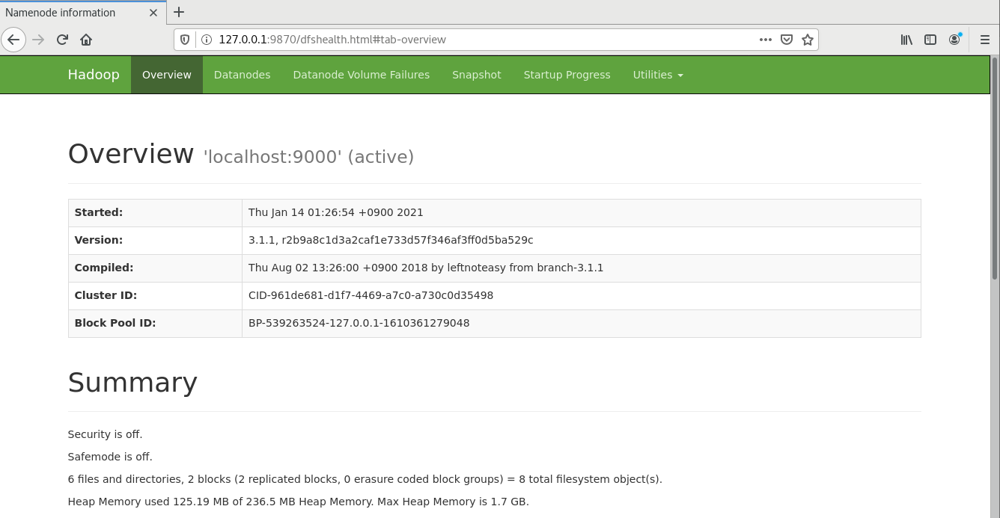 Namenode information
127.0.0.1:9870/dfshealth.html#tab-overview
Hadoop Overview Datanodes Datanode Volume Failures Snapshot Startup Progress Utilities
Overview 'localhost:9000' (active)
Started: Thu Jan 14 01:26:54 +0900 2021
Version: 3.1.1, r2b9a8c1d3a2caf1e733d57f346af3ff0d5ba529c
Compiled: Thu Aug 02 13:26:00 +0900 2018 by leftnoteasy from branch-3.1.1
Cluster ID: CID-961de681-d1f7-4469-a7c0-a730c0d35498
Block Pool ID: BP-539263524-127.0.0.1-1610361279048
Summary
Security is off.
Safemode is off.
6 files and directories, 2 blocks (2 replicated blocks, 0 erasure coded block groups) = 8 total filesystem object(s).
Heap Memory used 125.19 MB of 236.5 MB Heap Memory. Max Heap Memory is 1.7 GB.